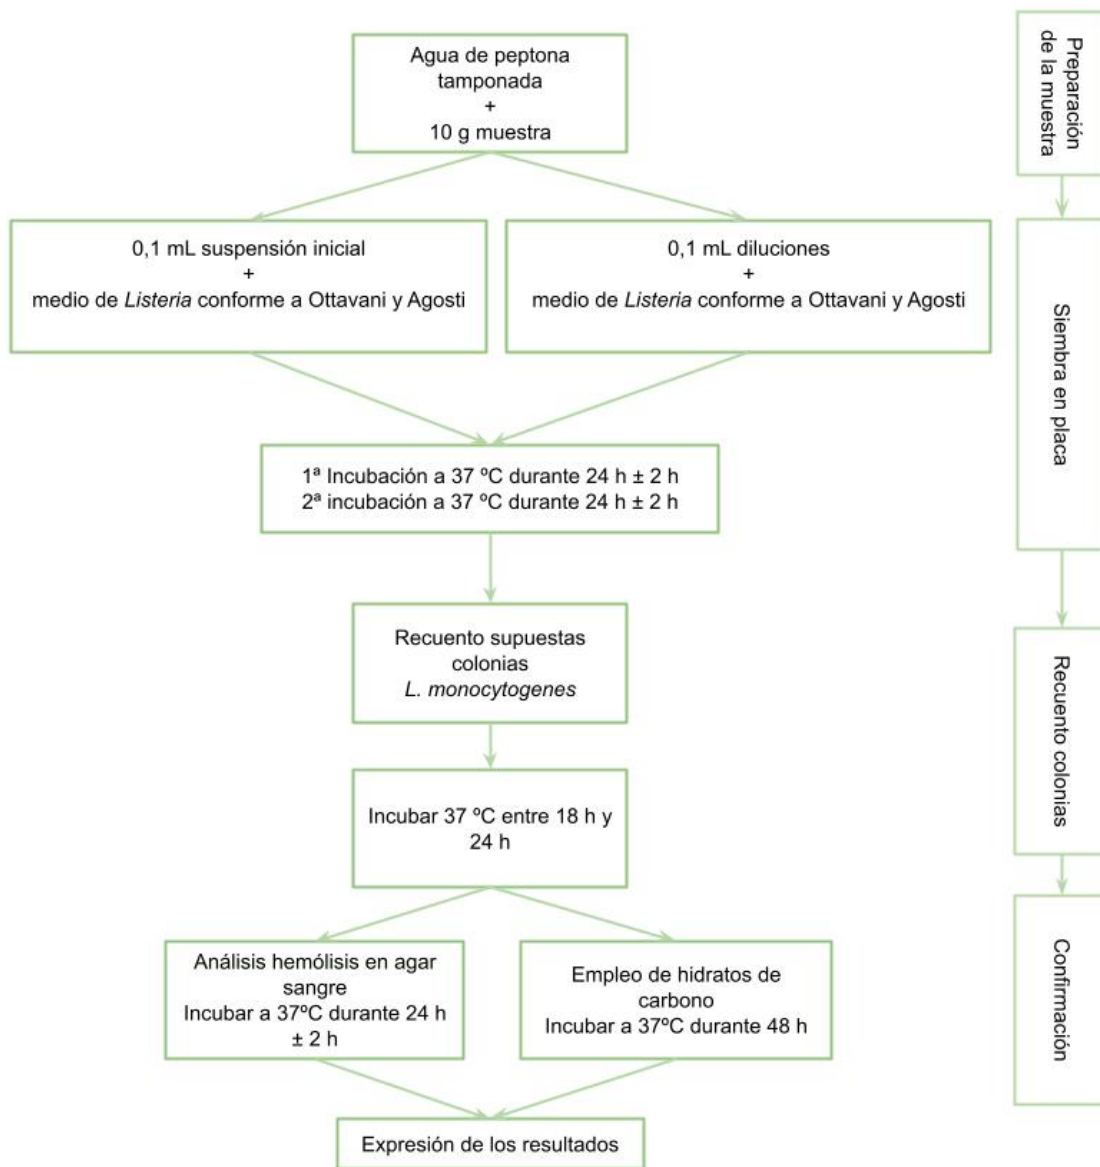 Agua de peptona
tamponada
+
10 g muestra
Preparación
de la muestra
0,1 mL suspensión inicial
+
medio de Listeria conforme a Ottavani y Agosti
0,1 mL diluciones
+
medio de Listeria conforme a Ottavani y Agosti
Siembra en placa
1ª Incubación a 37 ºC durante 24 h ± 2 h
2ª incubación a 37 ºC durante 24 h ± 2 h
Recuento supuestas
colonias
L. monocytogenes
Recuento colonias
Incubar 37 ºC entre 18 h y
24 h
Análisis hemólisis en agar
sangre
Incubar a 37ºC durante 24 h
± 2 h
Empleo de hidratos de
carbono
Incubar a 37ºC durante 48 h
Confirmación
Expresión de los resultados